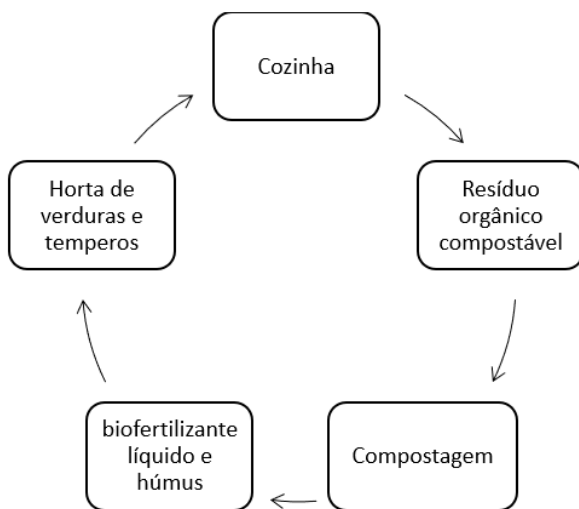 Cozinha
Resíduo
orgânico
compostável
Compostagem
biofertilizante
líquido e
húmus
Horta de
verduras e
temperos